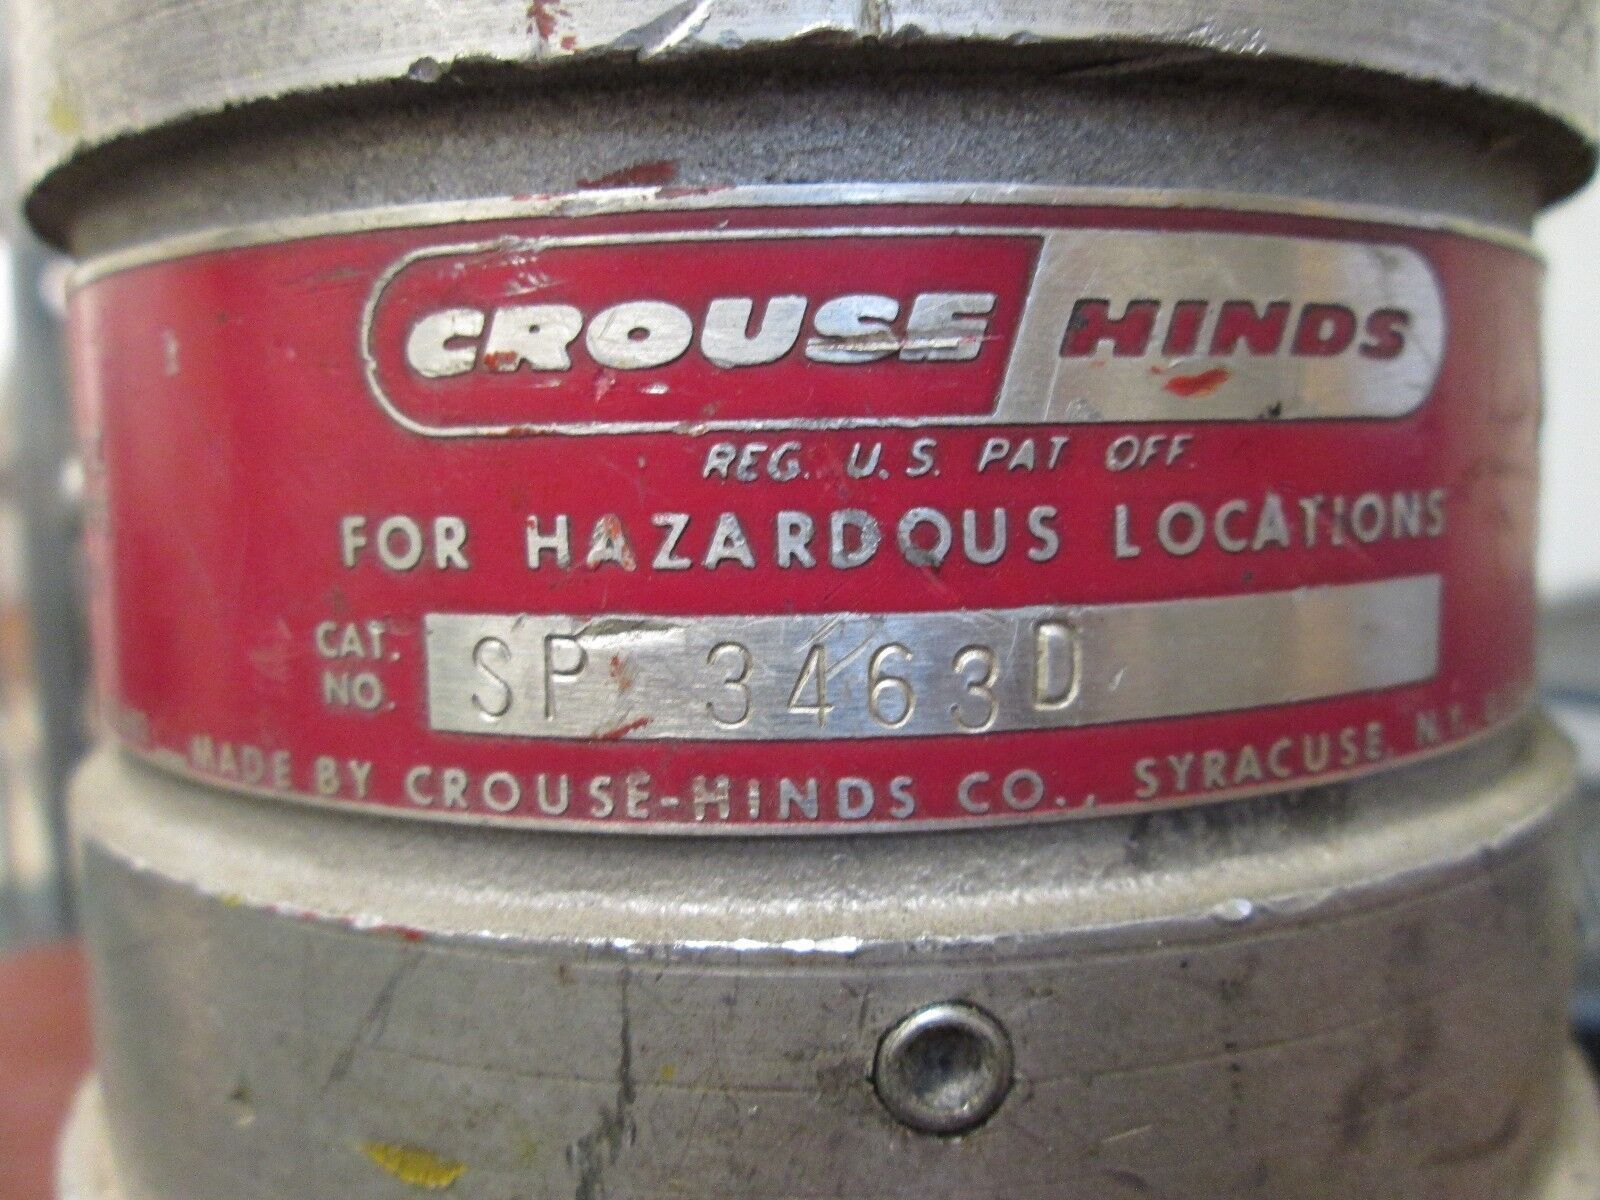 CROUSE HINDS
REG. U.S. PAT OFF.
FOR HAZARDOUS LOCATIONS
CAT. NO. SP 3463D
MADE BY CROUSE-HINDS CO., SYRACUSE, N.Y.